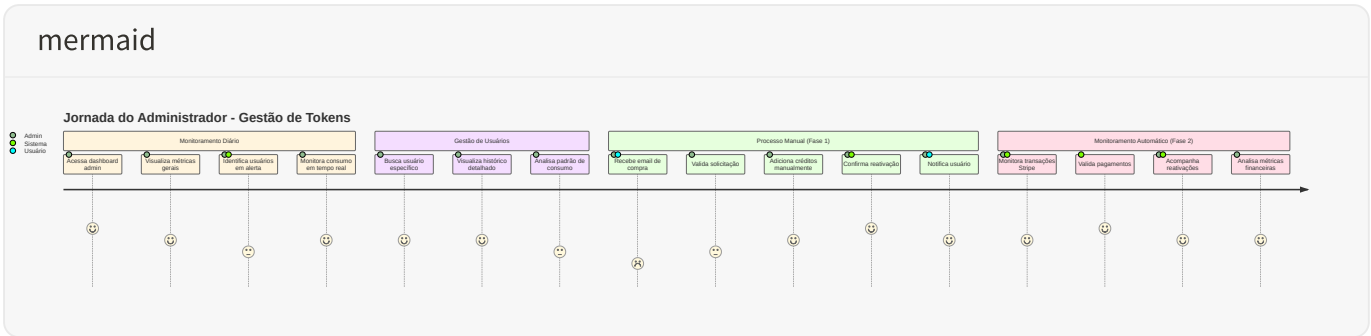 mermaid
Jornada do Administrador - Gestão de Tokens
Admin
Sistema
Usuário
Monitoramento Diário
Gestão de Usuários
Processo Manual (Fase 1)
Monitoramento Automático (Fase 2)
Acessa dashboard
admin
Visualiza métricas
gerais
Identifica usuários
em alerta
Monitora consumo
em tempo real
Busca usuário
específico
Visualiza histórico
detalhado
Analisa padrão de
consumo
Recebe email de
compra
Valida solicitação
Adiciona créditos
manualmente
Confirma reativação
Notifica usuário
Monitora transações
Stripe
Valida pagamentos
Acompanha
reativações
Analisa métricas
financeiras